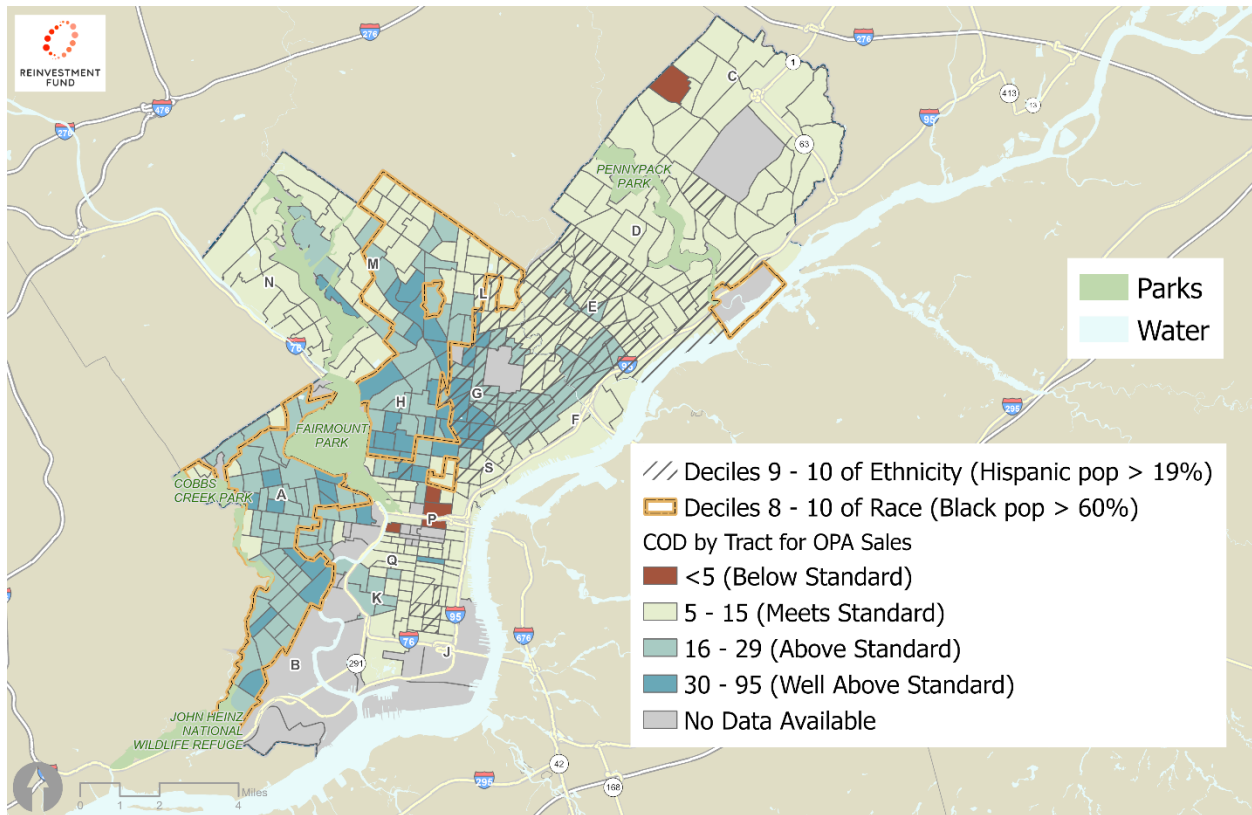 REINVESTMENT
FUND
276
276
1
C
413
13
476
276
95
63
PENNYPACK
PARK
D
M
N
L
E
76
95
G
H
295
FAIRMOUNT
PARK
F
S
COBBS
CREEK PARK
A
P
Q
K
95
676
76
J
B
291
JOHN HEINZ
NATIONAL
WILDLIFE REFUGE
Miles
0 1 2 4
295
42
168
Parks
Water
Deciles 9 - 10 of Ethnicity (Hispanic pop > 19%)
Deciles 8 - 10 of Race (Black pop > 60%)
COD by Tract for OPA Sales
<5 (Below Standard)
5 - 15 (Meets Standard)
16 - 29 (Above Standard)
30 - 95 (Well Above Standard)
No Data Available